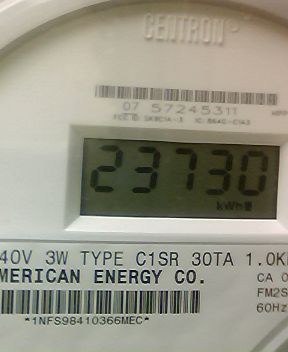 CENTRON®
07 57245311
23730
kWh
40V 3W TYPE C1SR 30TA 1.0K
MERICAN ENERGY CO.
CA 0
FM2S
60Hz
*1NFS98410366MEC*